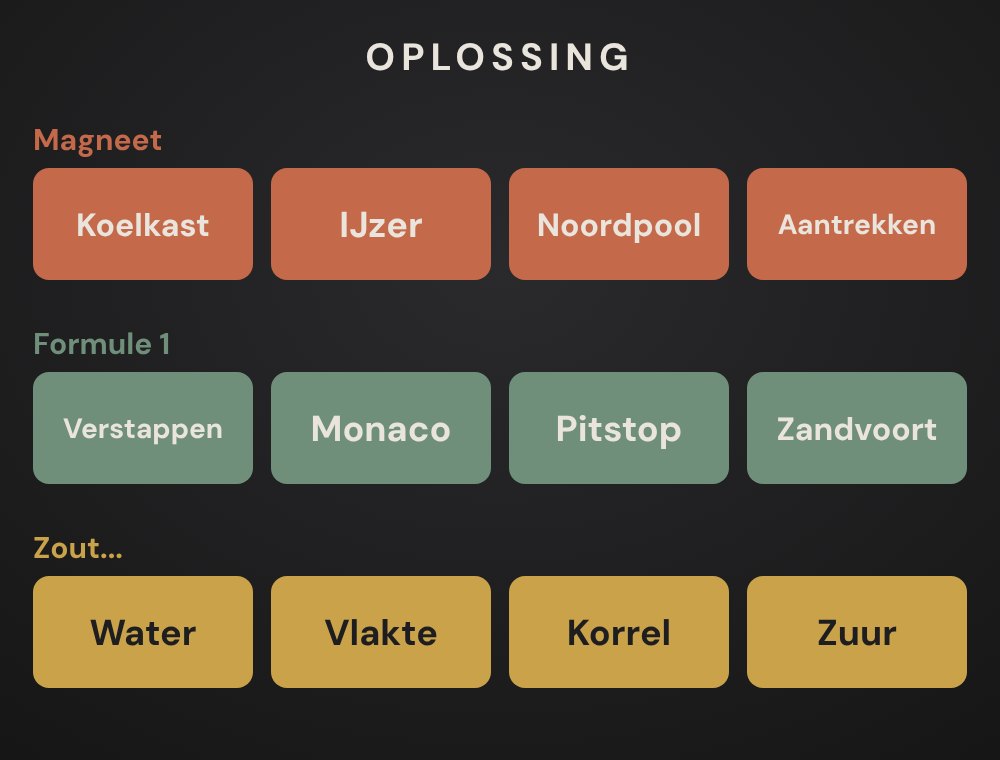 OPLOSSING
Magneet
Koelkast IJzer Noordpool Aantrekken
Formule 1
Verstappen Monaco Pitstop Zandvoort
Zout...
Water Vlakte Korrel Zuur